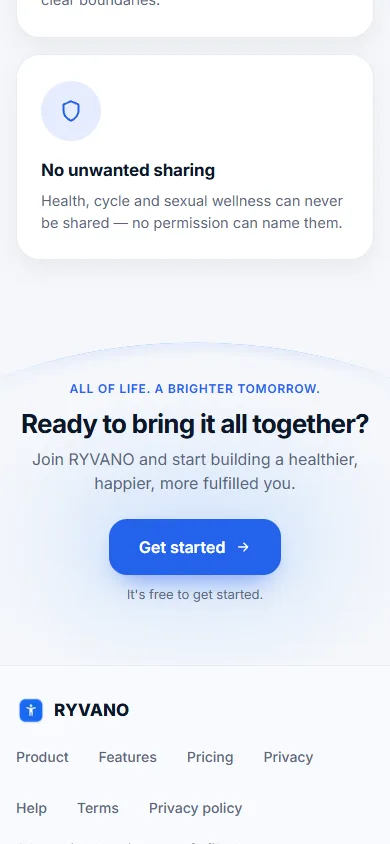 clear boundaries.
No unwanted sharing
Health, cycle and sexual wellness can never
be shared — no permission can name them.
ALL OF LIFE. A BRIGHTER TOMORROW.
Ready to bring it all together?
Join RYVANO and start building a healthier,
happier, more fulfilled you.
Get started →
It's free to get started.
RYVANO
Product Features Pricing Privacy
Help Terms Privacy policy